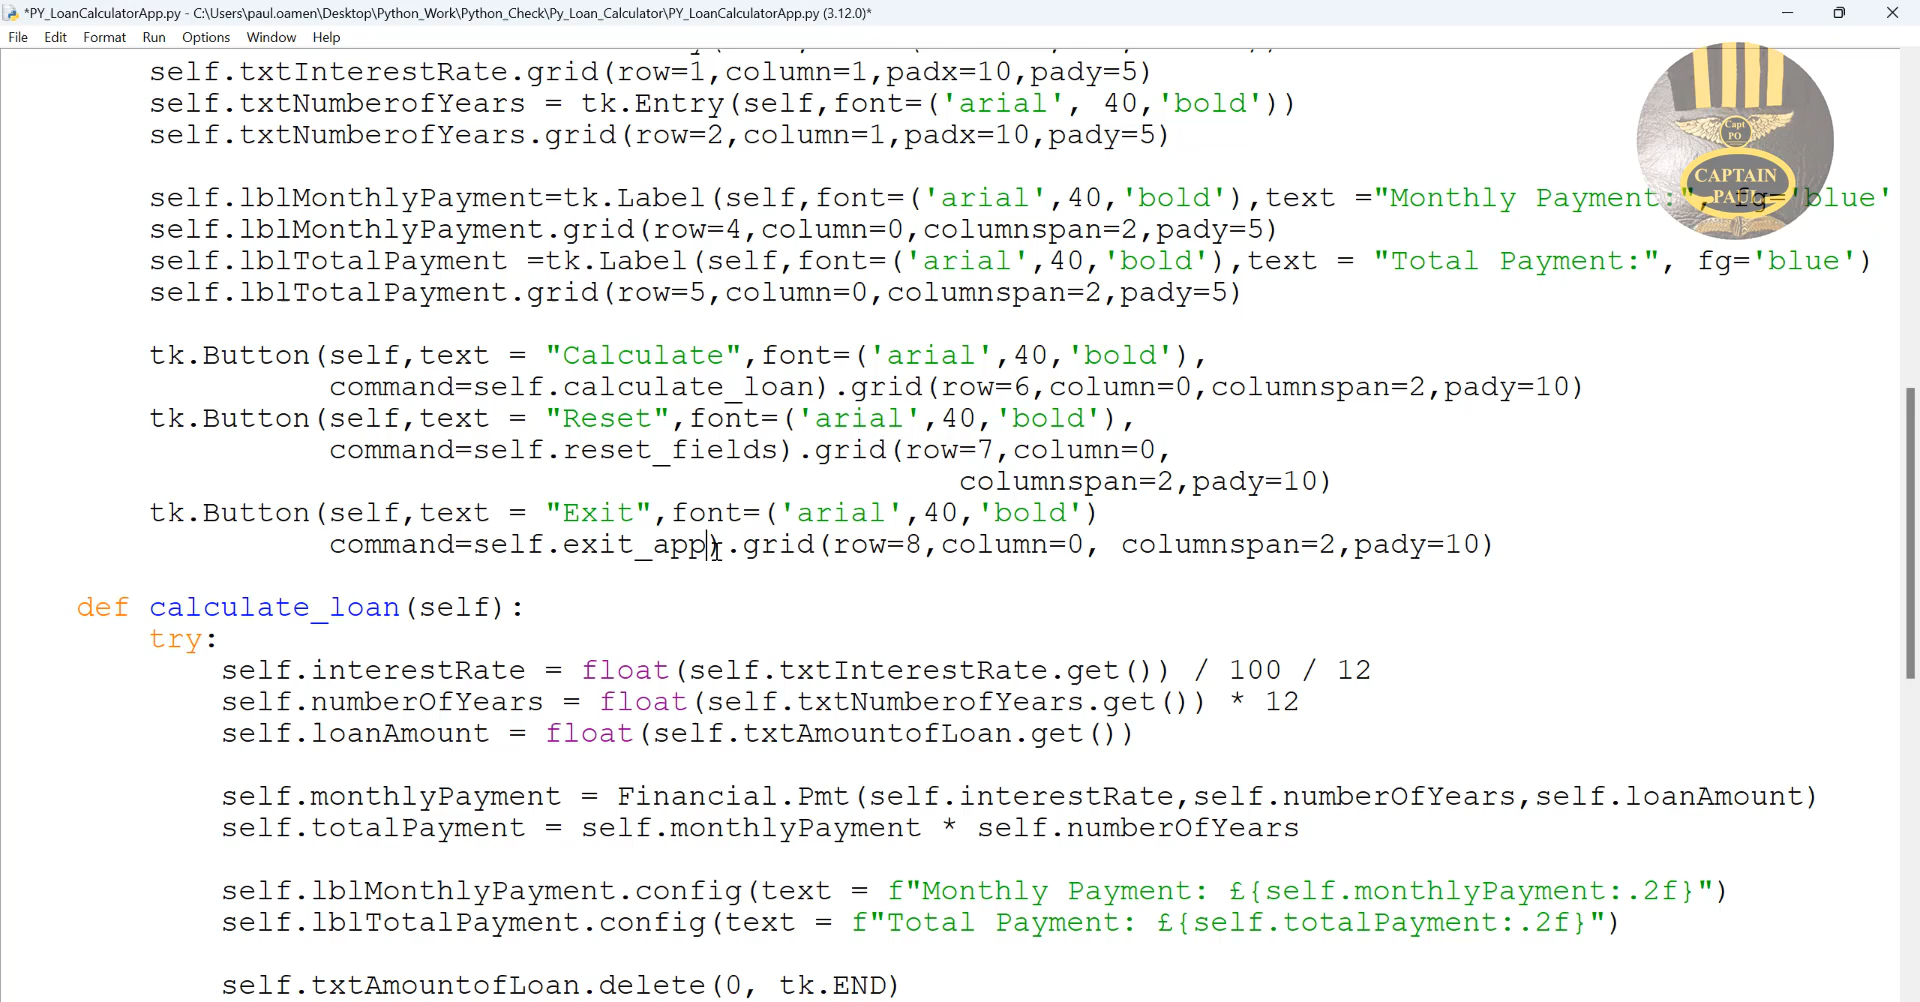 *PY_LoanCalculatorApp.py - C:\Users\paul.oamen\Desktop\Python_Work\Python_Check\Py_Loan_Calculator\PY_LoanCalculatorApp.py (3.12.0)*
File Edit Format Run Options Window Help
self.txtInterestRate.grid(row=1,column=1,padx=10,pady=5)
self.txtNumberofYears = tk.Entry(self,font=('arial', 40,'bold'))
self.txtNumberofYears.grid(row=2,column=1,padx=10,pady=5)
self.lblMonthlyPayment=tk.Label(self,font=('arial',40,'bold'),text ="Monthly Payment:", fg='blue'
self.lblMonthlyPayment.grid(row=4,column=0,columnspan=2,pady=5)
self.lblTotalPayment =tk.Label(self,font=('arial',40,'bold'),text = "Total Payment:", fg='blue')
self.lblTotalPayment.grid(row=5,column=0,columnspan=2,pady=5)
tk.Button(self,text = "Calculate",font=('arial',40,'bold'),
command=self.calculate_loan).grid(row=6,column=0,columnspan=2,pady=10)
tk.Button(self,text = "Reset",font=('arial',40,'bold'),
command=self.reset_fields).grid(row=7,column=0,
columnspan=2,pady=10)
tk.Button(self,text = "Exit",font=('arial',40,'bold')
command=self.exit_app).grid(row=8,column=0, columnspan=2,pady=10)
def calculate_loan(self):
try:
self.interestRate = float(self.txtInterestRate.get()) / 100 / 12
self.numberOfYears = float(self.txtNumberofYears.get()) * 12
self.loanAmount = float(self.txtAmountofLoan.get())
self.monthlyPayment = Financial.Pmt(self.interestRate,self.numberOfYears,self.loanAmount)
self.totalPayment = self.monthlyPayment * self.numberOfYears
self.lblMonthlyPayment.config(text = f"Monthly Payment: £{self.monthlyPayment:.2f}")
self.lblTotalPayment.config(text = f"Total Payment: £{self.totalPayment:.2f}")
self.txtAmountofLoan.delete(0, tk.END)
Capt
PO
CAPTAIN
PAUL